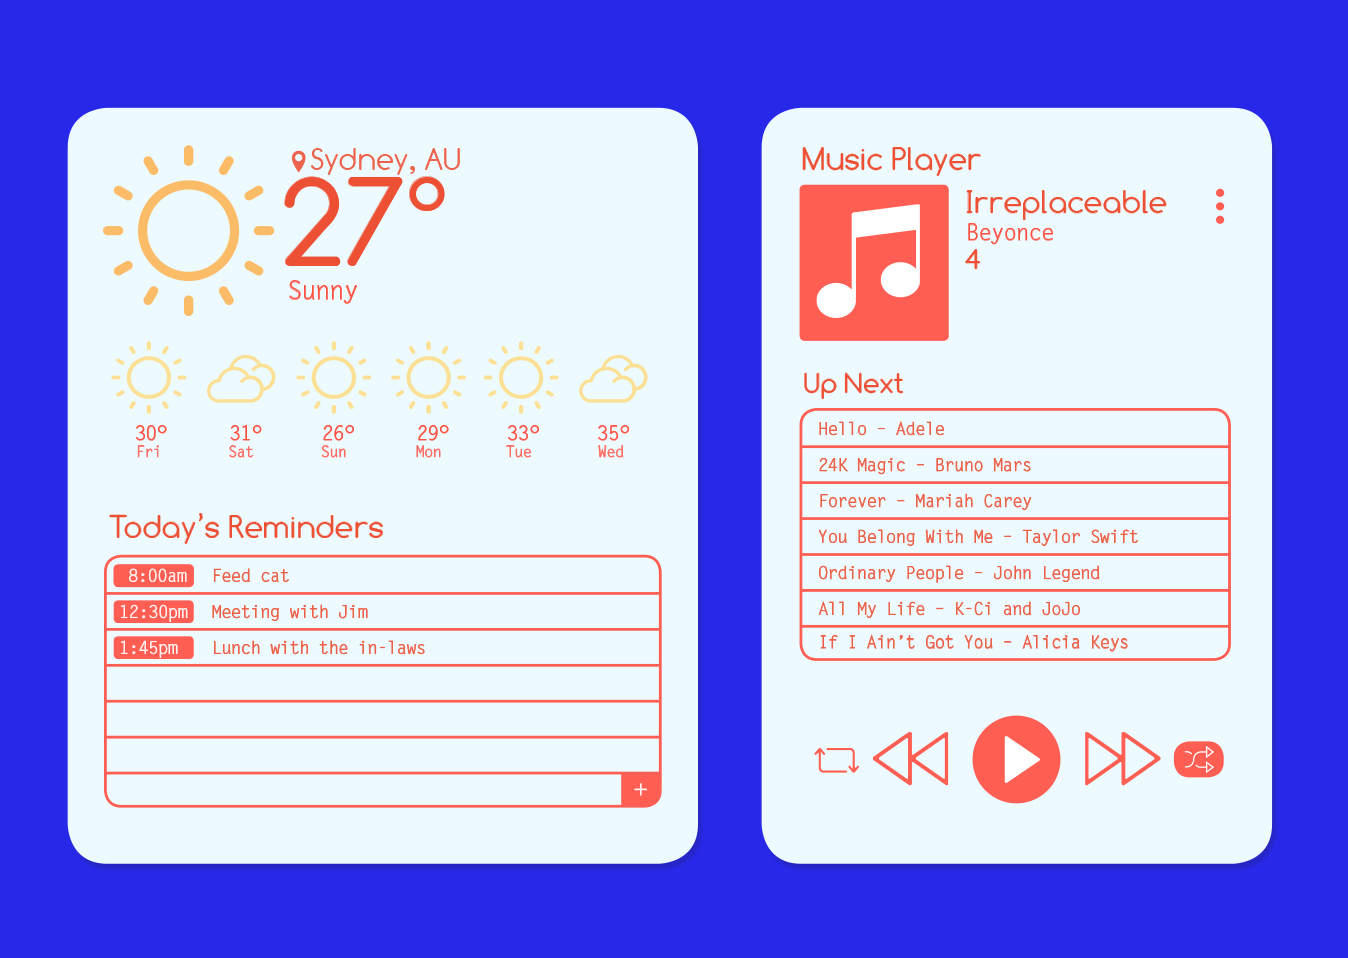 Sydney, AU
27°
Sunny
30° 31° 26° 29° 33° 35°
Fri Sat Sun Mon Tue Wed
Today’s Reminders
8:00am Feed cat
12:30pm Meeting with Jim
1:45pm Lunch with the in-laws
+
Music Player
Irreplaceable
Beyonce
4
Up Next
Hello – Adele
24K Magic – Bruno Mars
Forever – Mariah Carey
You Belong With Me – Taylor Swift
Ordinary People – John Legend
All My Life – K-Ci and JoJo
If I Ain’t Got You – Alicia Keys